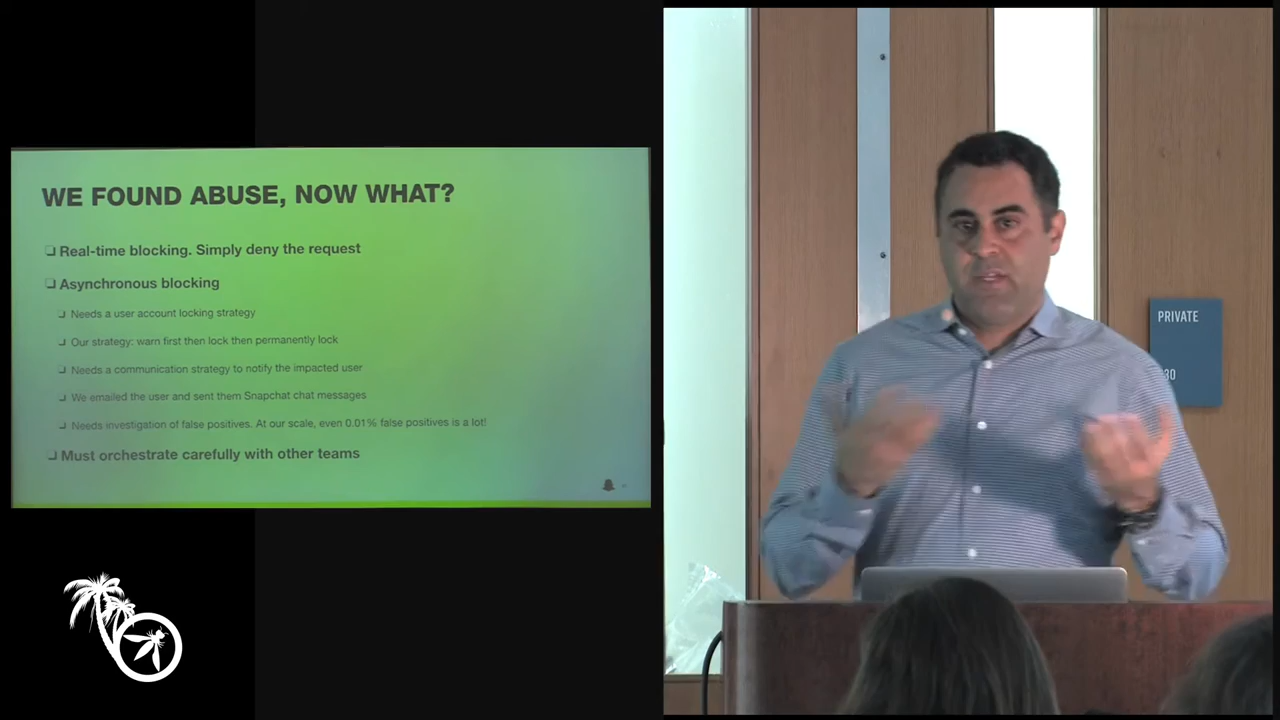 WE FOUND ABUSE, NOW WHAT?
Real-time blocking. Simply deny the request
Asynchronous blocking
Needs a user account locking strategy
Our strategy: warn first then lock then permanently lock
Needs a communication strategy to notify the impacted user
We emailed the user and sent them Snapchat chat messages
Needs investigation of false positives. At our scale, even 0.01% false positives is a lot!
Must orchestrate carefully with other teams
PRIVATE
30